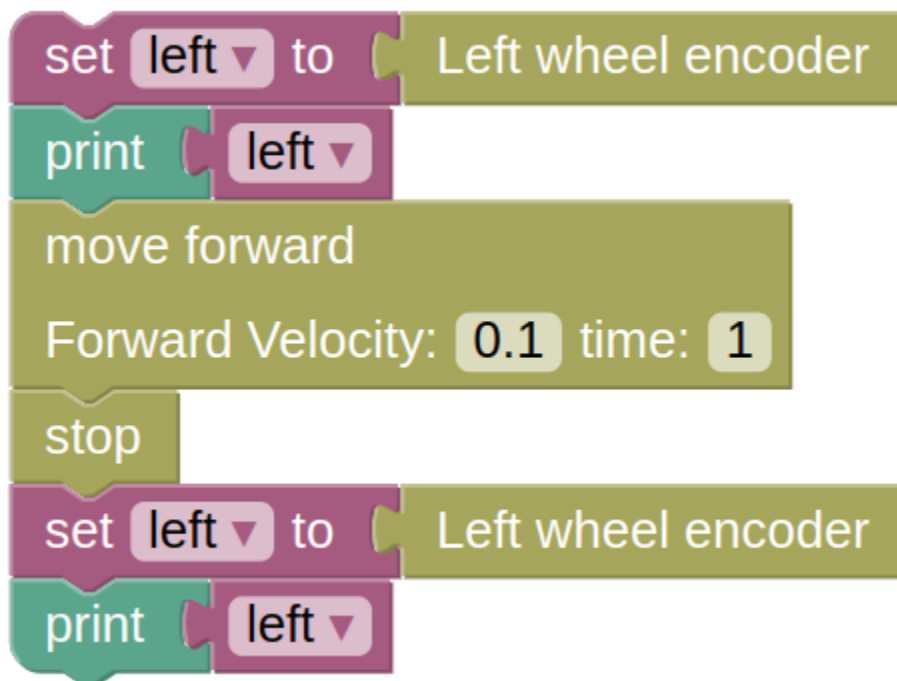 set left ▾ to Left wheel encoder
print left ▾
move forward
Forward Velocity: 0.1 time: 1
stop
set left ▾ to Left wheel encoder
print left ▾